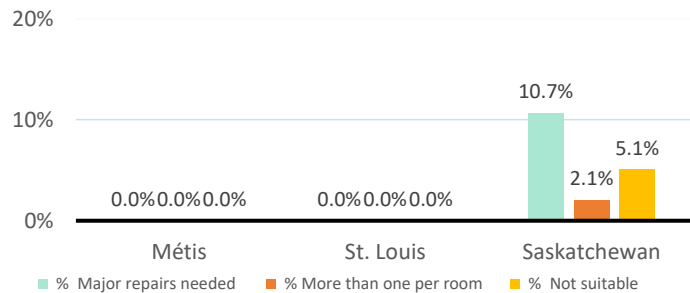 20%
10.7%
10%
5.1%
2.1%
0.0% 0.0% 0.0% 0.0% 0.0% 0.0%
0%
Métis St. Louis Saskatchewan
% Major repairs needed % More than one per room % Not suitable